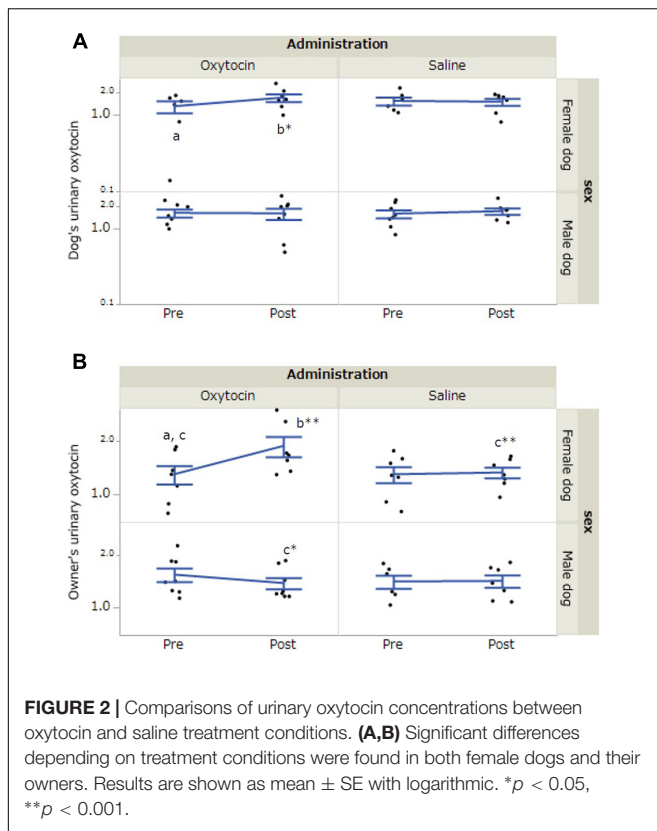 A
Administration
Oxytocin Saline
Dog's urinary oxytocin
2.0
1.0
0.1
a
b*
Female dog
2.0
1.0
0.1
Male dog
sex
Pre Post Pre Post
B
Administration
Oxytocin Saline
Owner's urinary oxytocin
2.0
1.0
a, c
b**
c**
Female dog
2.0
1.0
c*
Male dog
sex
Pre Post Pre Post
FIGURE 2 | Comparisons of urinary oxytocin concentrations between
oxytocin and saline treatment conditions. (A,B) Significant differences
depending on treatment conditions were found in both female dogs and their
owners. Results are shown as mean ± SE with logarithmic. *p < 0.05,
**p < 0.001.